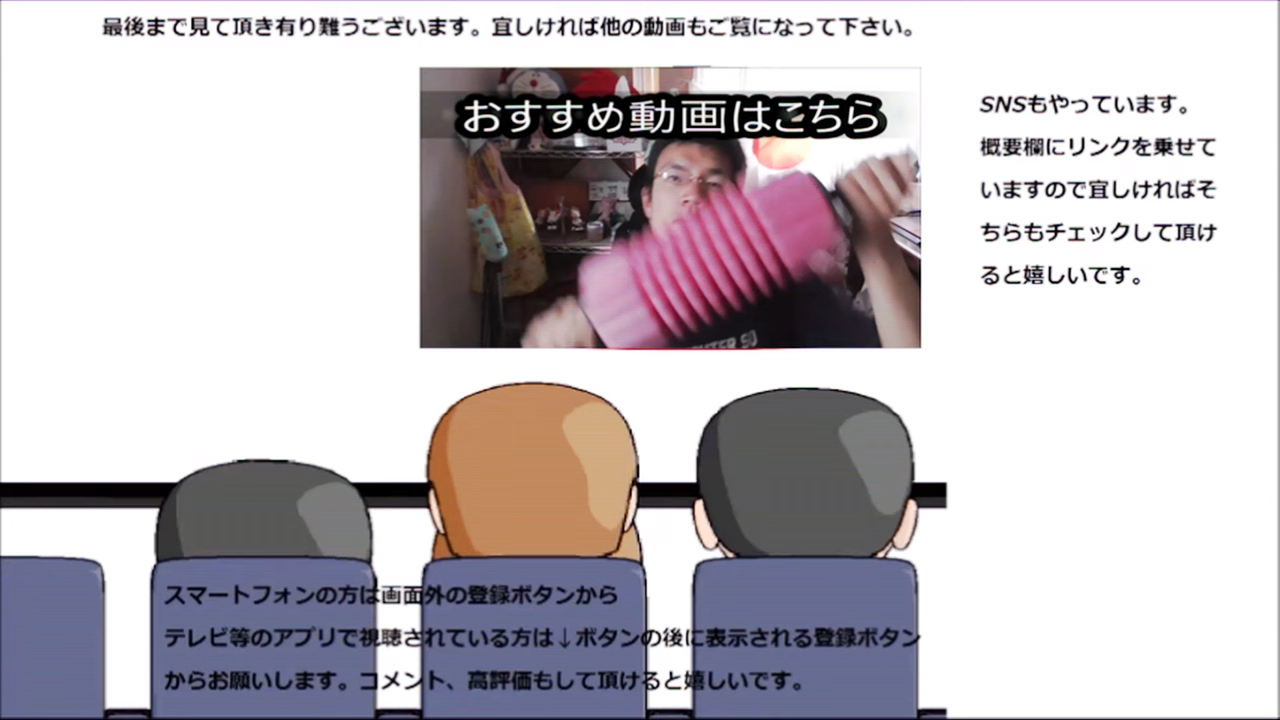 最後まで見て頂き有り難うございます。宜しければ他の動画もご覧になって下さい。
おすすめ動画はこちら
SNSもやっています。
概要欄にリンクを乗せて
いますので宜しければそ
ちらもチェックして頂け
ると嬉しいです。
スマートフォンの方は画面外の登録ボタンから
テレビ等のアプリで視聴されている方は↓ボタンの後に表示される登録ボタン
からお願いします。コメント、高評価もして頂けると嬉しいです。